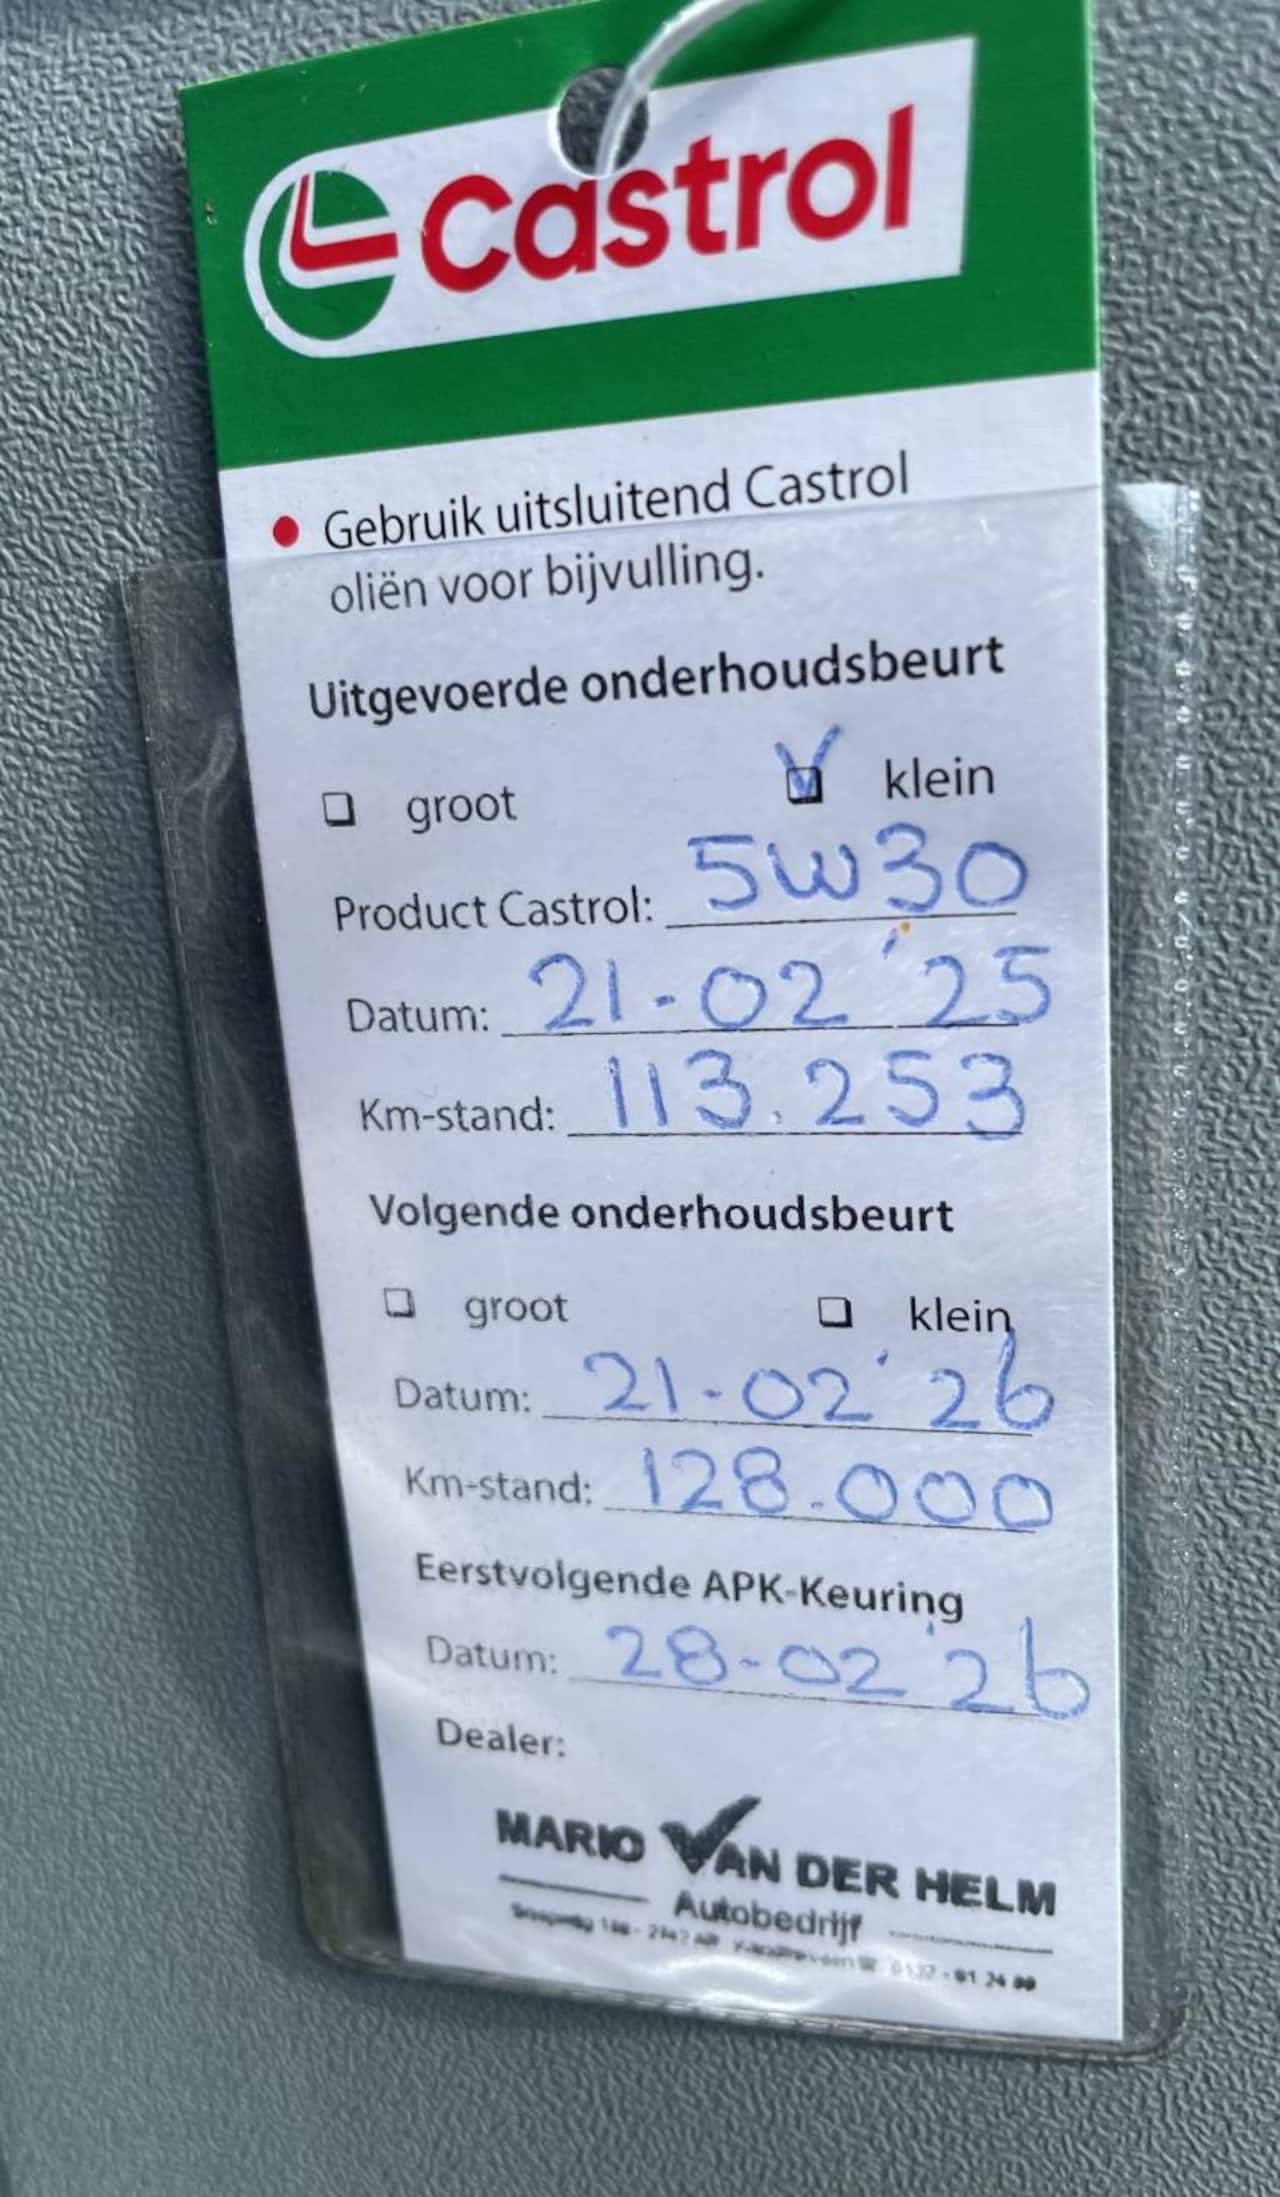 Castrol
• Gebruik uitsluitend Castrol
oliën voor bijvulling.
Uitgevoerde onderhoudsbeurt
❏ groot ❏ V klein
Product Castrol: 5W30
Datum: 21-02 '25
Km-stand: 113.253
Volgende onderhoudsbeurt
❏ groot ❏ klein
Datum: 21-02 '26
Km-stand: 128.000
Eerstvolgende APK-Keuring
Datum: 28-02 '26
Dealer:
MARIO VAN DER HELM
Autobedrijf